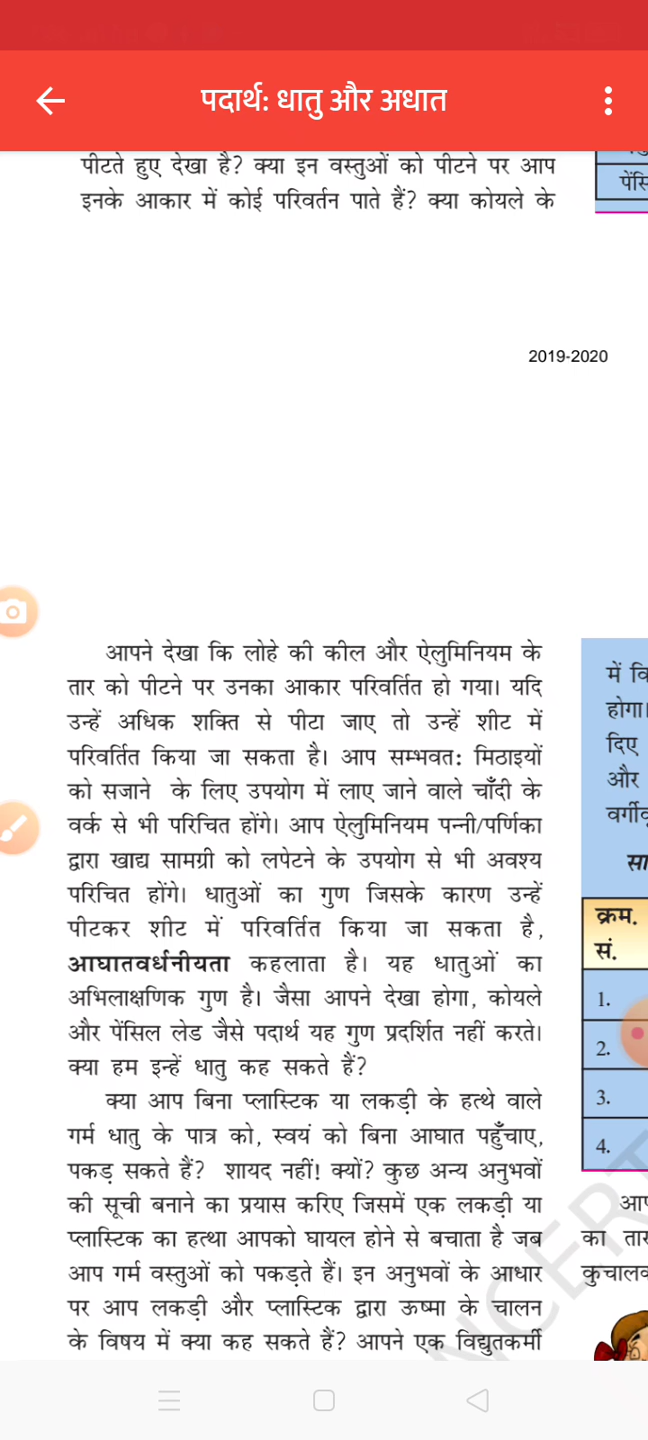 पदार्थ: धातु और अधात
पीटते हुए देखा है? क्या इन वस्तुओं को पीटने पर आप
इनके आकार में कोई परिवर्तन पाते हैं? क्या कोयले के
पेंसि
2019-2020
आपने देखा कि लोहे की कील और ऐलुमिनियम के
तार को पीटने पर उनका आकार परिवर्तित हो गया। यदि
उन्हें अधिक शक्ति से पीटा जाए तो उन्हें शीट में
परिवर्तित किया जा सकता है। आप सम्भवत: मिठाइयों
को सजाने के लिए उपयोग में लाए जाने वाले चाँदी के
वर्क से भी परिचित होंगे। आप ऐलुमिनियम पन्नी/पर्णिका
द्वारा खाद्य सामग्री को लपेटने के उपयोग से भी अवश्य
परिचित होंगे। धातुओं का गुण जिसके कारण उन्हें
पीटकर शीट में परिवर्तित किया जा सकता है,
आघातवर्धनीयता कहलाता है। यह धातुओं का
अभिलाक्षणिक गुण है। जैसा आपने देखा होगा, कोयले
और पेंसिल लेड जैसे पदार्थ यह गुण प्रदर्शित नहीं करते।
क्या हम इन्हें धातु कह सकते हैं?
क्या आप बिना प्लास्टिक या लकड़ी के हत्थे वाले
गर्म धातु के पात्र को, स्वयं को बिना आघात पहुँचाए,
पकड़ सकते हैं? शायद नहीं! क्यों? कुछ अन्य अनुभवों
की सूची बनाने का प्रयास करिए जिसमें एक लकड़ी या
प्लास्टिक का हत्था आपको घायल होने से बचाता है जब
आप गर्म वस्तुओं को पकड़ते हैं। इन अनुभवों के आधार
पर आप लकड़ी और प्लास्टिक द्वारा ऊष्मा के चालन
के विषय में क्या कह सकते हैं? आपने एक विद्युतकर्मी
में वि
होगा।
दिए
और
वर्गीकृ
सा
क्रम.
सं.
1.
2.
3.
4.
आप
का तार
कुचालक
NCERT